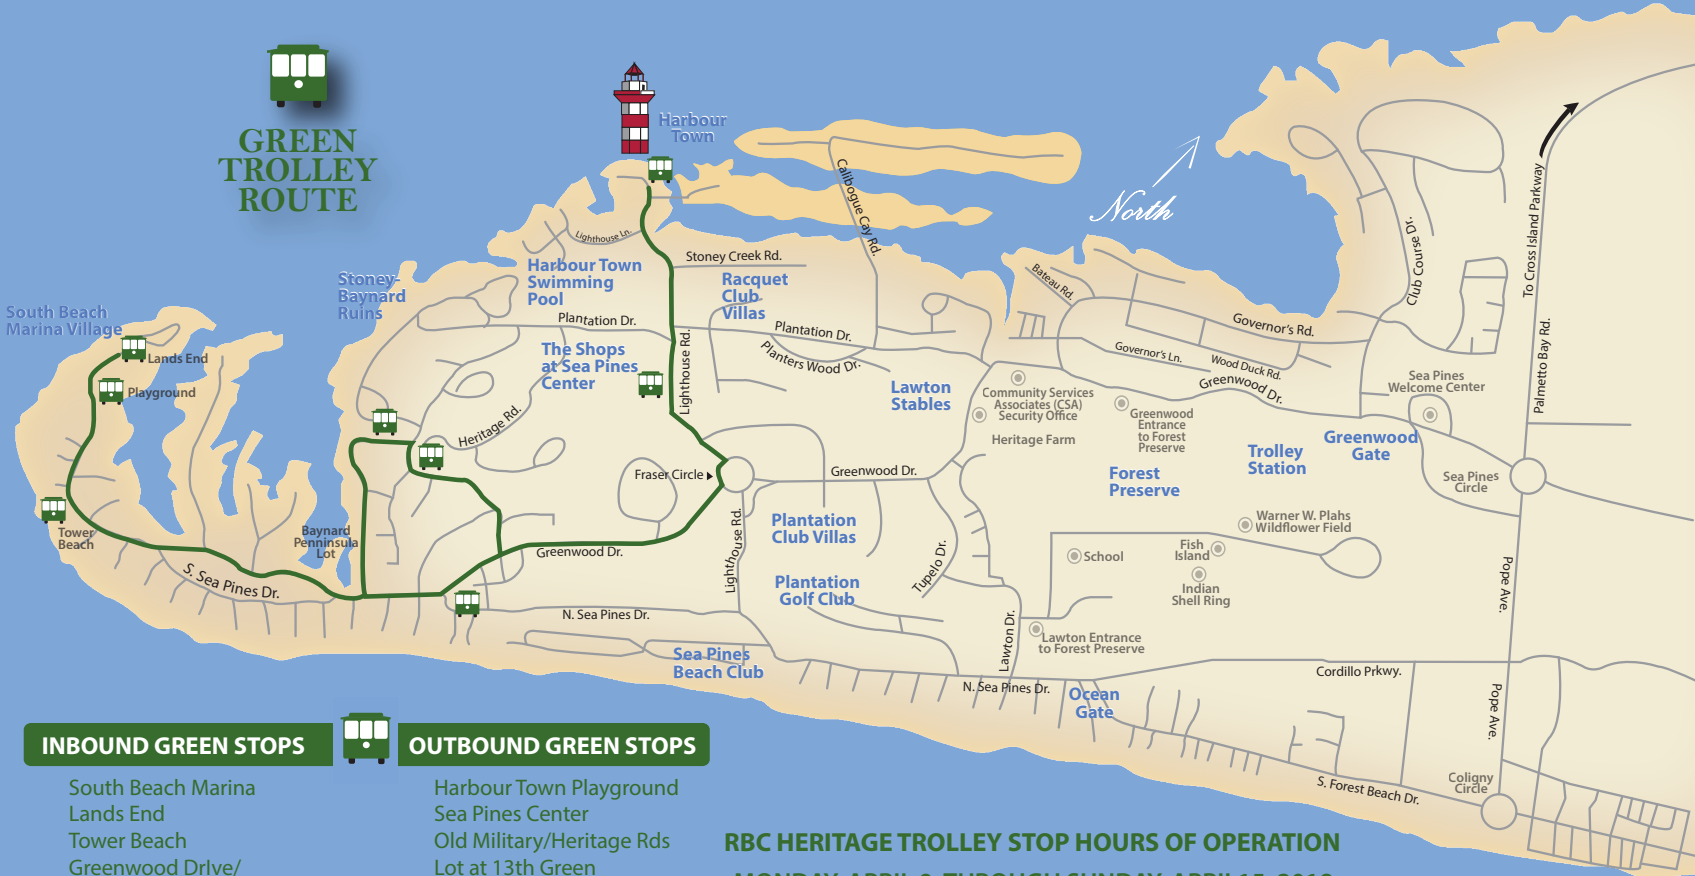 GREEN
TROLLEY
ROUTE
Harbour
Town
Calibogue Cay Rd.
North
To Cross Island Parkway
Palmetto Bay Rd.
Club Course Dr.
Lighthouse Ln.
Stoney Creek Rd.
Harbour Town
Swimming
Pool
Racquet
Club
Villas
Stoney-
Baynard
Ruins
South Beach
Marina Village
Lands End
Playground
Tower
Beach
Baynard
Penninsula
Lot
S. Sea Pines Dr.
Plantation Dr.
The Shops
at Sea Pines
Center
Lighthouse Rd.
Heritage Rd.
Plantation Dr.
Planters Wood Dr.
Bateau Rd.
Governor's Rd.
Governor's Ln.
Wood Duck Rd.
Greenwood Dr.
Lawton
Stables
Community Services
Associates (CSA)
Security Office
Heritage Farm
Greenwood
Entrance
to Forest
Preserve
Sea Pines
Welcome Center
Greenwood
Gate
Trolley
Station
Forest
Preserve
Sea Pines
Circle
Fraser Circle
Greenwood Dr.
Greenwood Dr.
Lighthouse Rd.
Plantation
Club Villas
Plantation
Golf Club
Tupelo Dr.
Warner W. Plahs
Wildflower Field
School
Fish
Island
Indian
Shell Ring
Lawton Dr.
Lawton Entrance
to Forest Preserve
N. Sea Pines Dr.
Sea Pines
Beach Club
N. Sea Pines Dr.
Ocean
Gate
Cordillo Prkwy.
Pope Ave.
Pope Ave.
Coligny
Circle
S. Forest Beach Dr.
INBOUND GREEN STOPS
South Beach Marina
Lands End
Tower Beach
Greenwood DrIve/
OUTBOUND GREEN STOPS
Harbour Town Playground
Sea Pines Center
Old Military/Heritage Rds
Lot at 13th Green
RBC HERITAGE TROLLEY STOP HOURS OF OPERATION